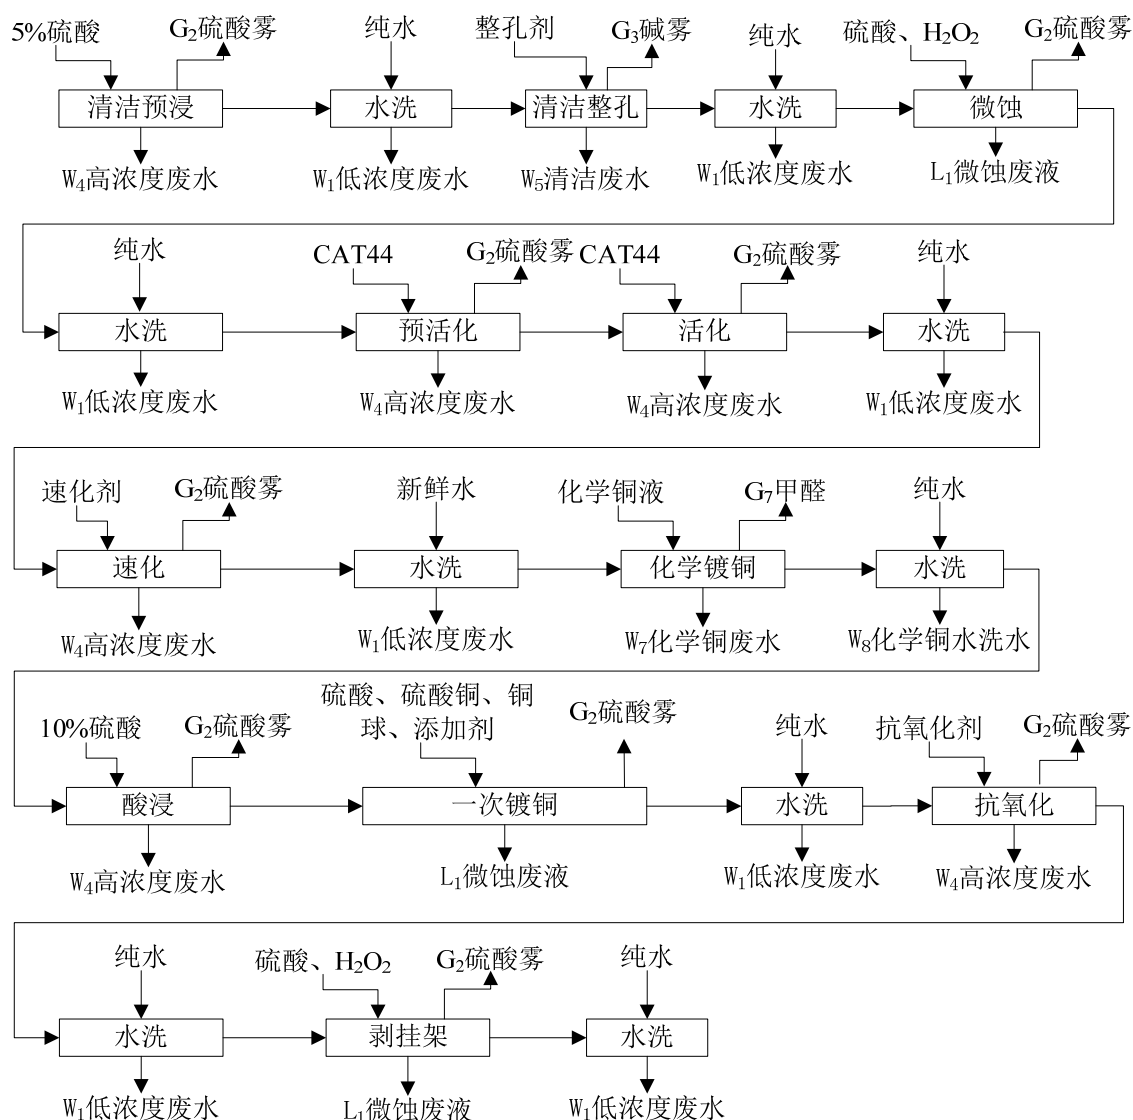 5%硫酸
G2硫酸雾
纯水
整孔剂
G3碱雾
纯水
硫酸、H2O2
G2硫酸雾
清洁预浸
水洗
清洁整孔
水洗
微蚀
W4高浓度废水
W1低浓度废水
W5清洁废水
W1低浓度废水
L1微蚀废液
纯水
CAT44
G2硫酸雾
CAT44
G2硫酸雾
纯水
水洗
预活化
活化
水洗
W1低浓度废水
W4高浓度废水
W4高浓度废水
W1低浓度废水
速化剂
G2硫酸雾
新鲜水
化学铜液
G7甲醛
纯水
速化
水洗
化学镀铜
水洗
W4高浓度废水
W1低浓度废水
W7化学铜废水
W8化学铜水洗水
10%硫酸
G2硫酸雾
硫酸、硫酸铜、铜
球、添加剂
G2硫酸雾
纯水
抗氧化剂
G2硫酸雾
酸浸
一次镀铜
水洗
抗氧化
W4高浓度废水
L1微蚀废液
W1低浓度废水
W4高浓度废水
纯水
硫酸、H2O2
G2硫酸雾
纯水
水洗
剥挂架
水洗
W1低浓度废水
L1微蚀废液
W1低浓度废水